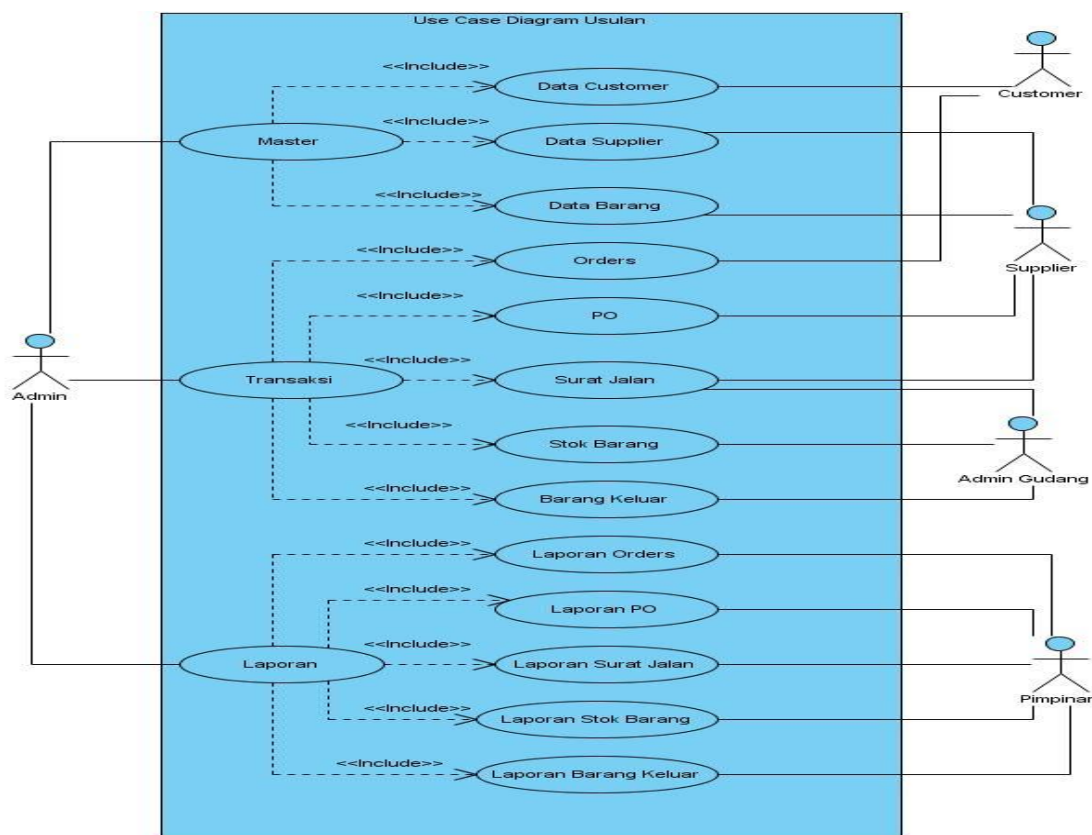 Use Case Diagram Usulan
<<Include>>
Data Customer
Customer
<<Include>>
Master
Data Supplier
<<Include>>
Data Barang
<<Include>>
Orders
Supplier
<<Include>>
PO
<<Include>>
Admin
Transaksi
Surat Jalan
<<Include>>
Stok Barang
Admin Gudang
<<Include>>
Barang Keluar
<<Include>>
Laporan Orders
<<Include>>
Laporan PO
<<Include>>
Laporan
Laporan Surat Jalan
Pimpinan
<<Include>>
Laporan Stok Barang
<<Include>>
Laporan Barang Keluar